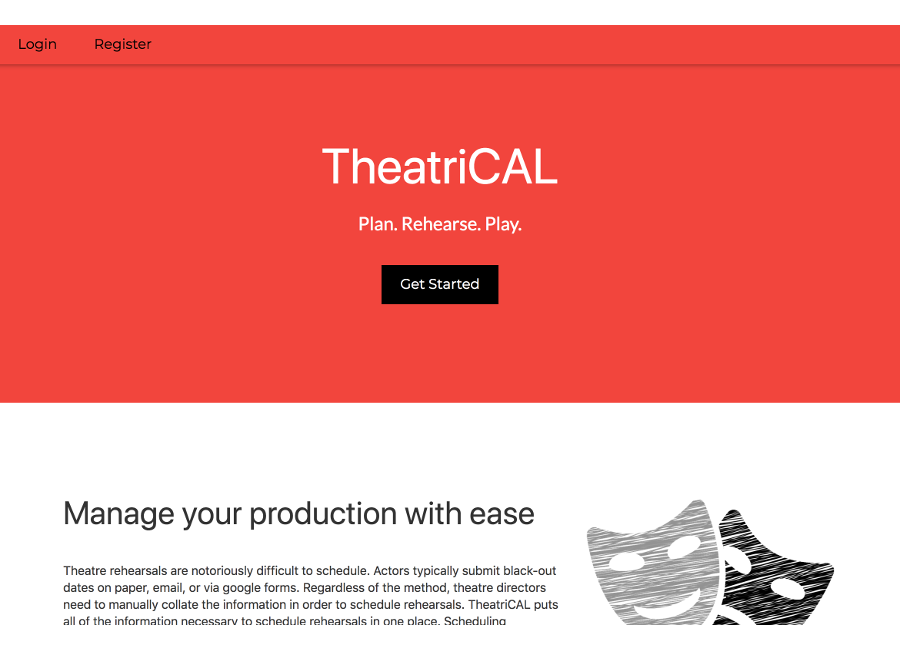 Login Register
TheatriCAL
Plan. Rehearse. Play.
Get Started
Manage your production with ease
Theatre rehearsals are notoriously difficult to schedule. Actors typically submit black-out
dates on paper, email, or via google forms. Regardless of the method, theatre directors
need to manually collate the information in order to schedule rehearsals. TheatriCAL puts
all of the information necessary to schedule rehearsals in one place. Scheduling